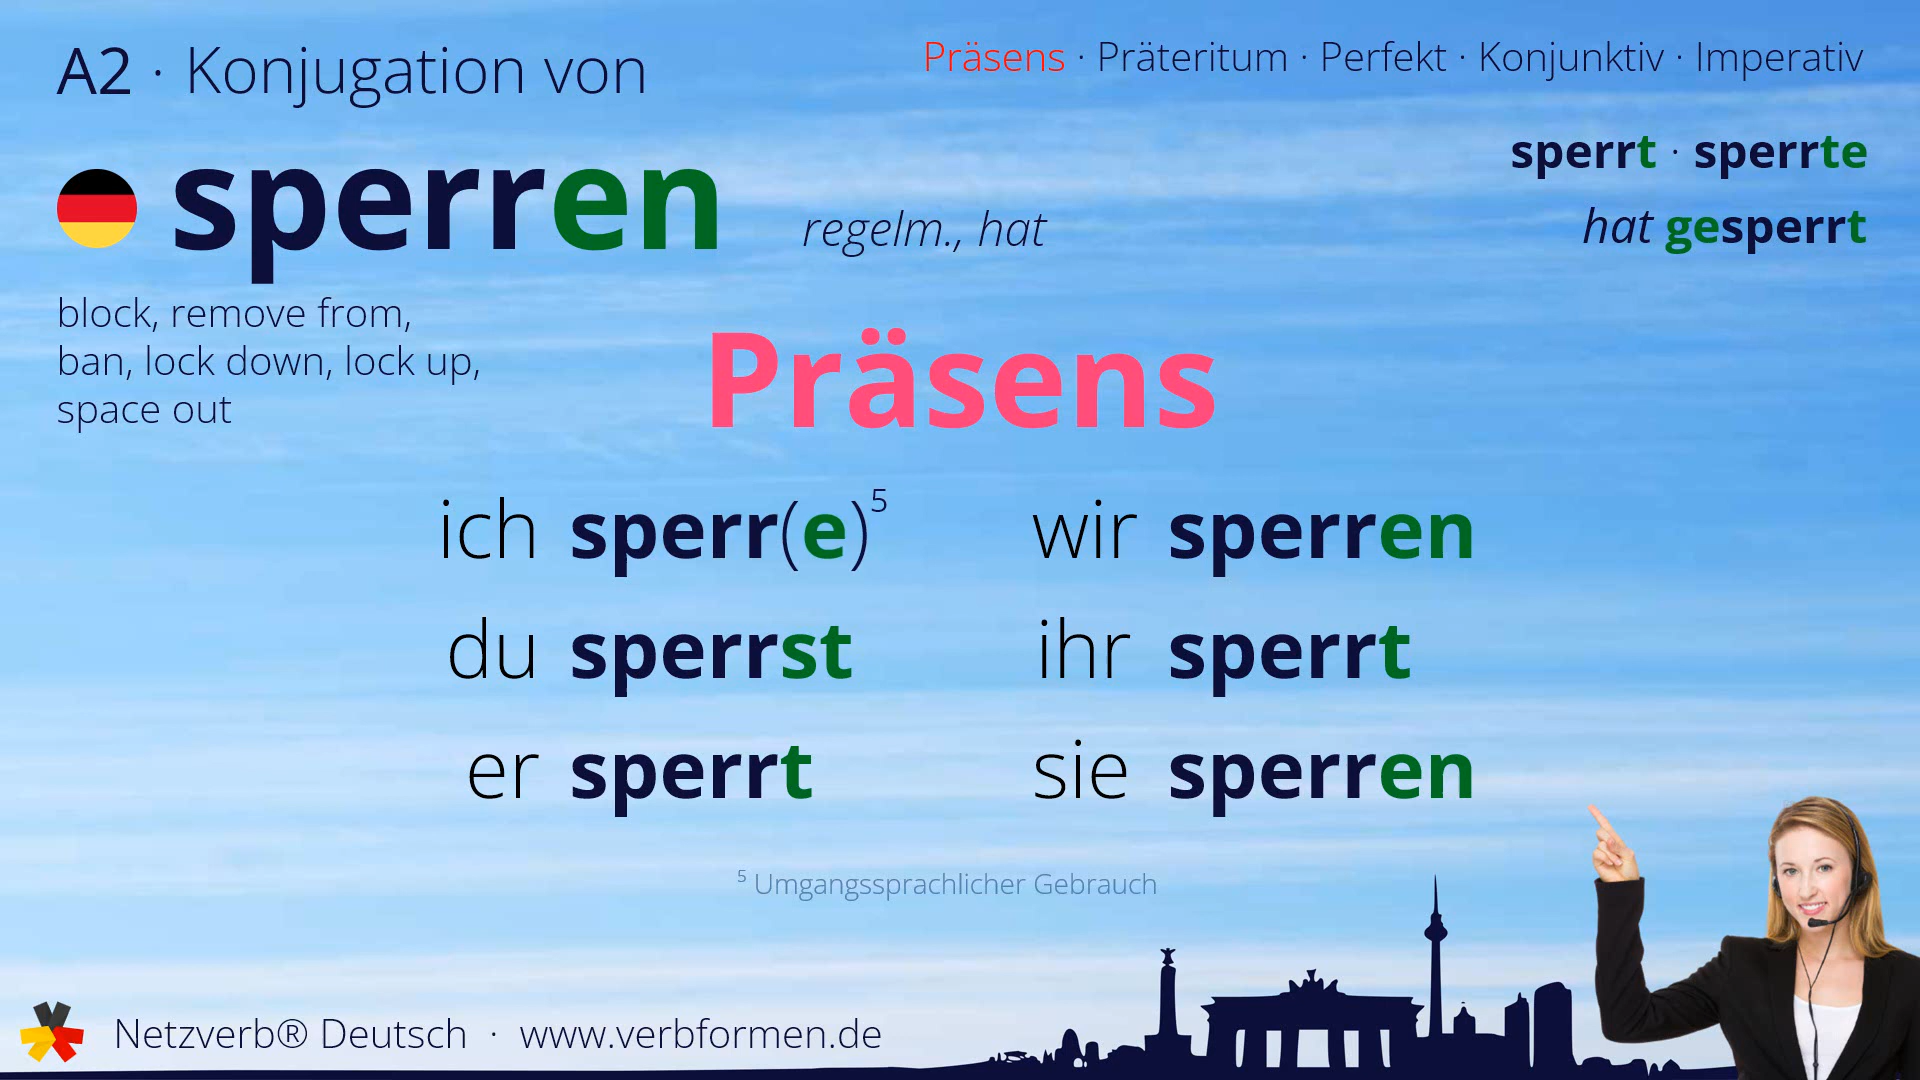 A2 · Konjugation von
Präsens · Präteritum · Perfekt · Konjunktiv · Imperativ
sperren
regelm., hat
sperrt · sperrte
hat gesperrt
block, remove from,
ban, lock down, lock up,
space out
Präsens
ich sperr(e)⁵
du sperrst
er sperrt
wir sperren
ihr sperrt
sie sperren
⁵ Umgangssprachlicher Gebrauch
Netzverb® Deutsch · www.verbformen.de